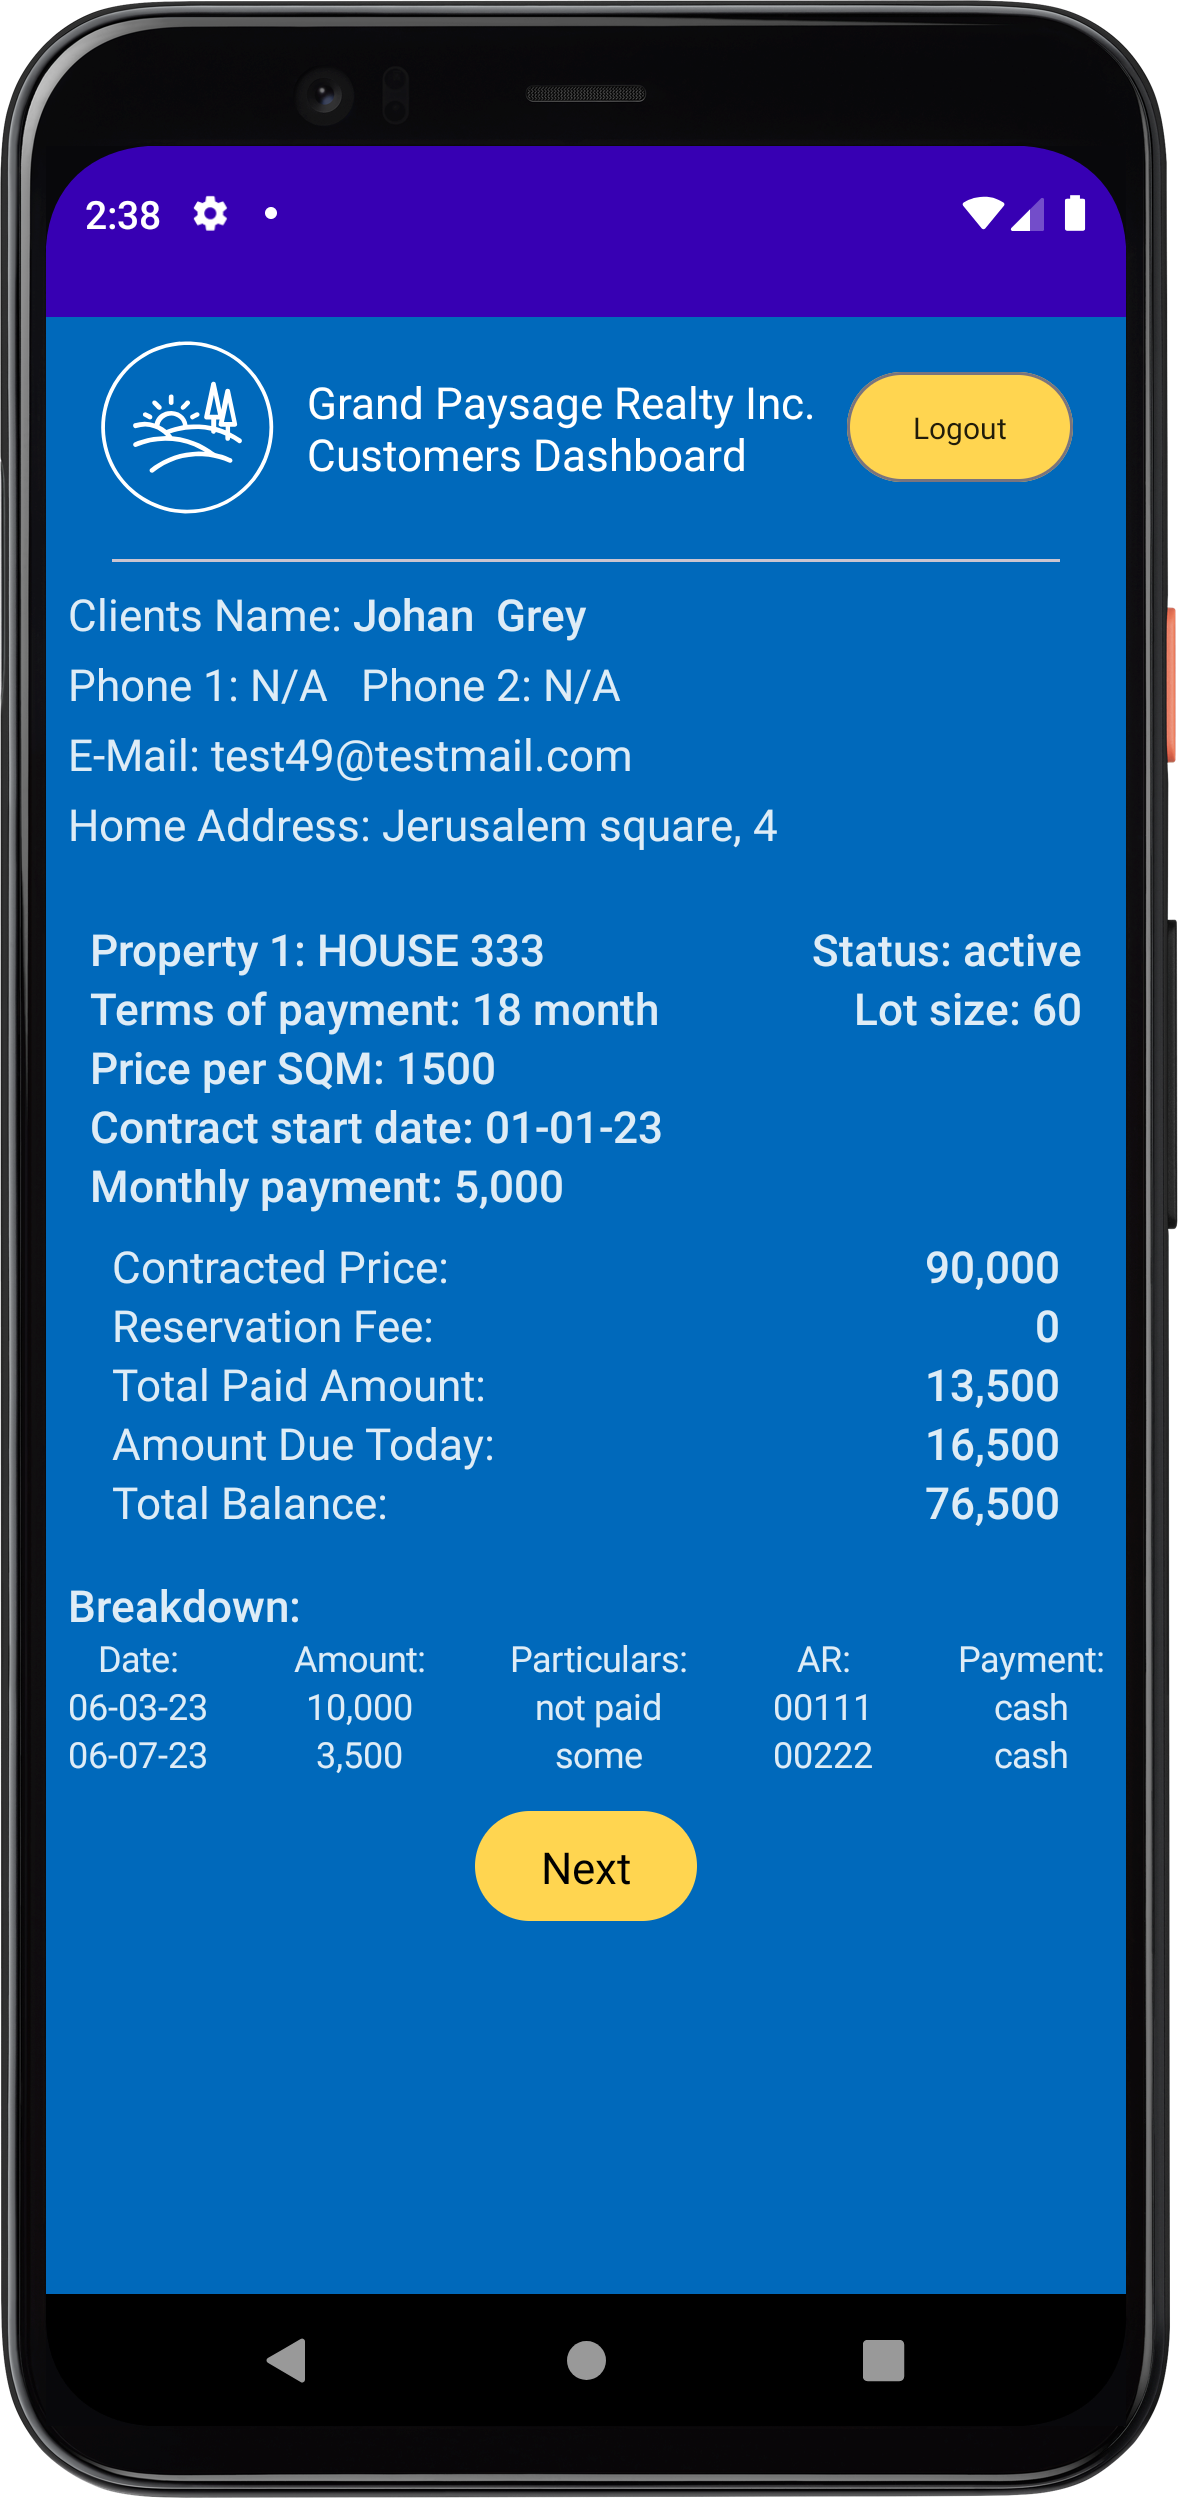 2:38
Grand Paysage Realty Inc.
Customers Dashboard
Logout
Clients Name: Johan  Grey
Phone 1: N/A   Phone 2: N/A
E-Mail: test49@testmail.com
Home Address: Jerusalem square, 4
Property 1: HOUSE 333 Status: active
Terms of payment: 18 month Lot size: 60
Price per SQM: 1500
Contract start date: 01-01-23
Monthly payment: 5,000
Contracted Price: 90,000
Reservation Fee: 0
Total Paid Amount: 13,500
Amount Due Today: 16,500
Total Balance: 76,500
Breakdown:
Date: Amount: Particulars: AR: Payment:
06-03-23 10,000 not paid 00111 cash
06-07-23 3,500 some 00222 cash
Next